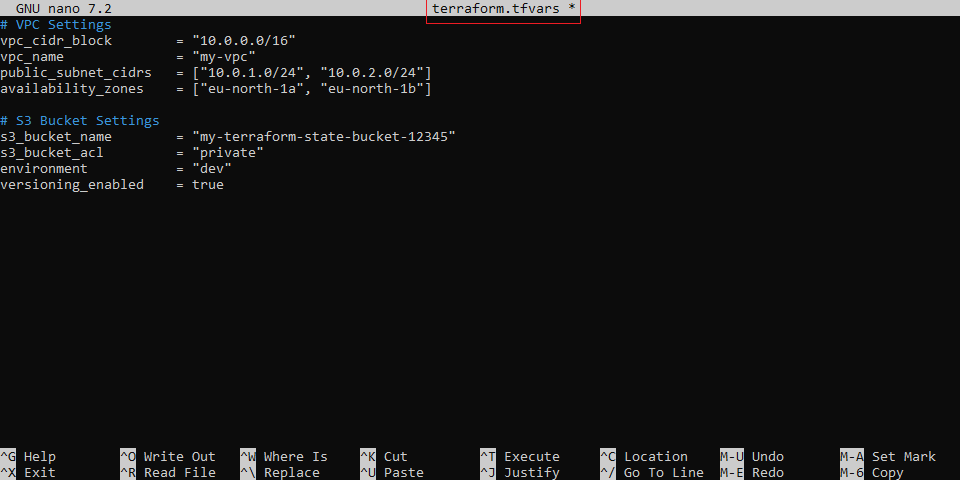 GNU nano 7.2 terraform.tfvars *
# VPC Settings
vpc_cidr_block        = "10.0.0.0/16"
vpc_name              = "my-vpc"
public_subnet_cidrs   = ["10.0.1.0/24", "10.0.2.0/24"]
availability_zones    = ["eu-north-1a", "eu-north-1b"]

# S3 Bucket Settings
s3_bucket_name        = "my-terraform-state-bucket-12345"
s3_bucket_acl         = "private"
environment           = "dev"
versioning_enabled    = true

^G Help ^O Write Out ^W Where Is ^K Cut ^T Execute ^C Location M-U Undo M-A Set Mark
^X Exit ^R Read File ^\ Replace ^U Paste ^J Justify ^/ Go To Line M-E Redo M-6 Copy